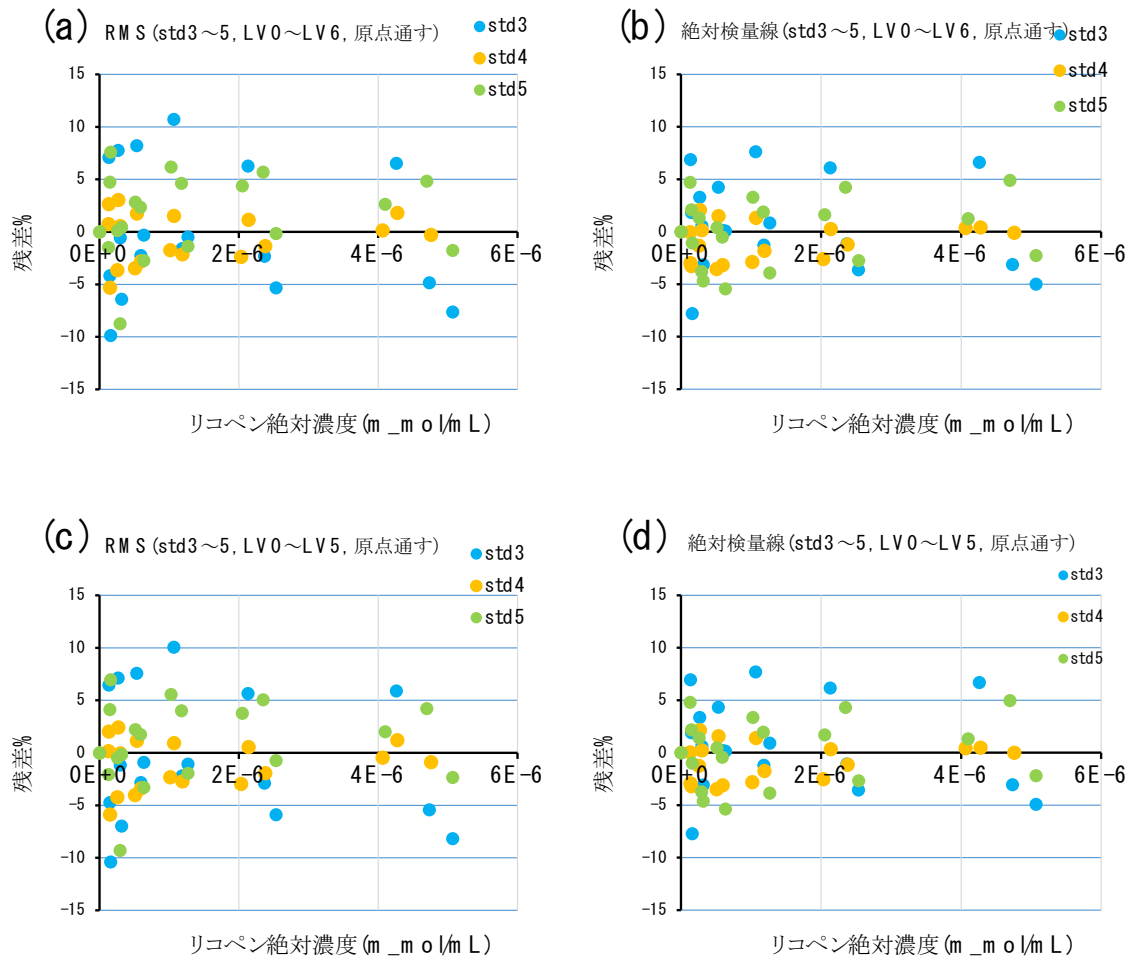 (a) RMS(std3～5, LV0～LV6, 原点通す)
std3
std4
std5
15
10
5
0
-5
-10
-15
0E+0 2E-6 4E-6 6E-6
残差%
リコペン絶対濃度(m_mol/mL)
(b) 絶対検量線(std3～5, LV0～LV6, 原点通す)
std3
std4
std5
15
10
5
0
-5
-10
-15
0E+0 2E-6 4E-6 6E-6
残差%
リコペン絶対濃度(m_mol/mL)
(c) RMS(std3～5, LV0～LV5, 原点通す)
std3
std4
std5
15
10
5
0
-5
-10
-15
0E+0 2E-6 4E-6 6E-6
残差%
リコペン絶対濃度(m_mol/mL)
(d) 絶対検量線(std3～5, LV0～LV5, 原点通す)
std3
std4
std5
15
10
5
0
-5
-10
-15
0E+0 2E-6 4E-6 6E-6
残差%
リコペン絶対濃度(m_mol/mL)